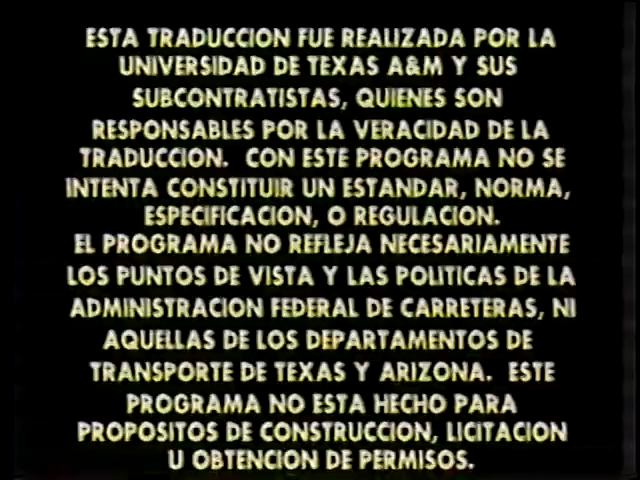 ESTA TRADUCCION FUE REALIZADA POR LA
UNIVERSIDAD DE TEXAS A&M Y SUS
SUBCONTRATISTAS, QUIENES SON
RESPONSABLES POR LA VERACIDAD DE LA
TRADUCCION. CON ESTE PROGRAMA NO SE
INTENTA CONSTITUIR UN ESTANDAR, NORMA,
ESPECIFICACION, O REGULACION.
EL PROGRAMA NO REFLEJA NECESARIAMENTE
LOS PUNTOS DE VISTA Y LAS POLITICAS DE LA
ADMINISTRACION FEDERAL DE CARRETERAS, NI
AQUELLAS DE LOS DEPARTAMENTOS DE
TRANSPORTE DE TEXAS Y ARIZONA. ESTE
PROGRAMA NO ESTA HECHO PARA
PROPOSITOS DE CONSTRUCCION, LICITACION
U OBTENCION DE PERMISOS.